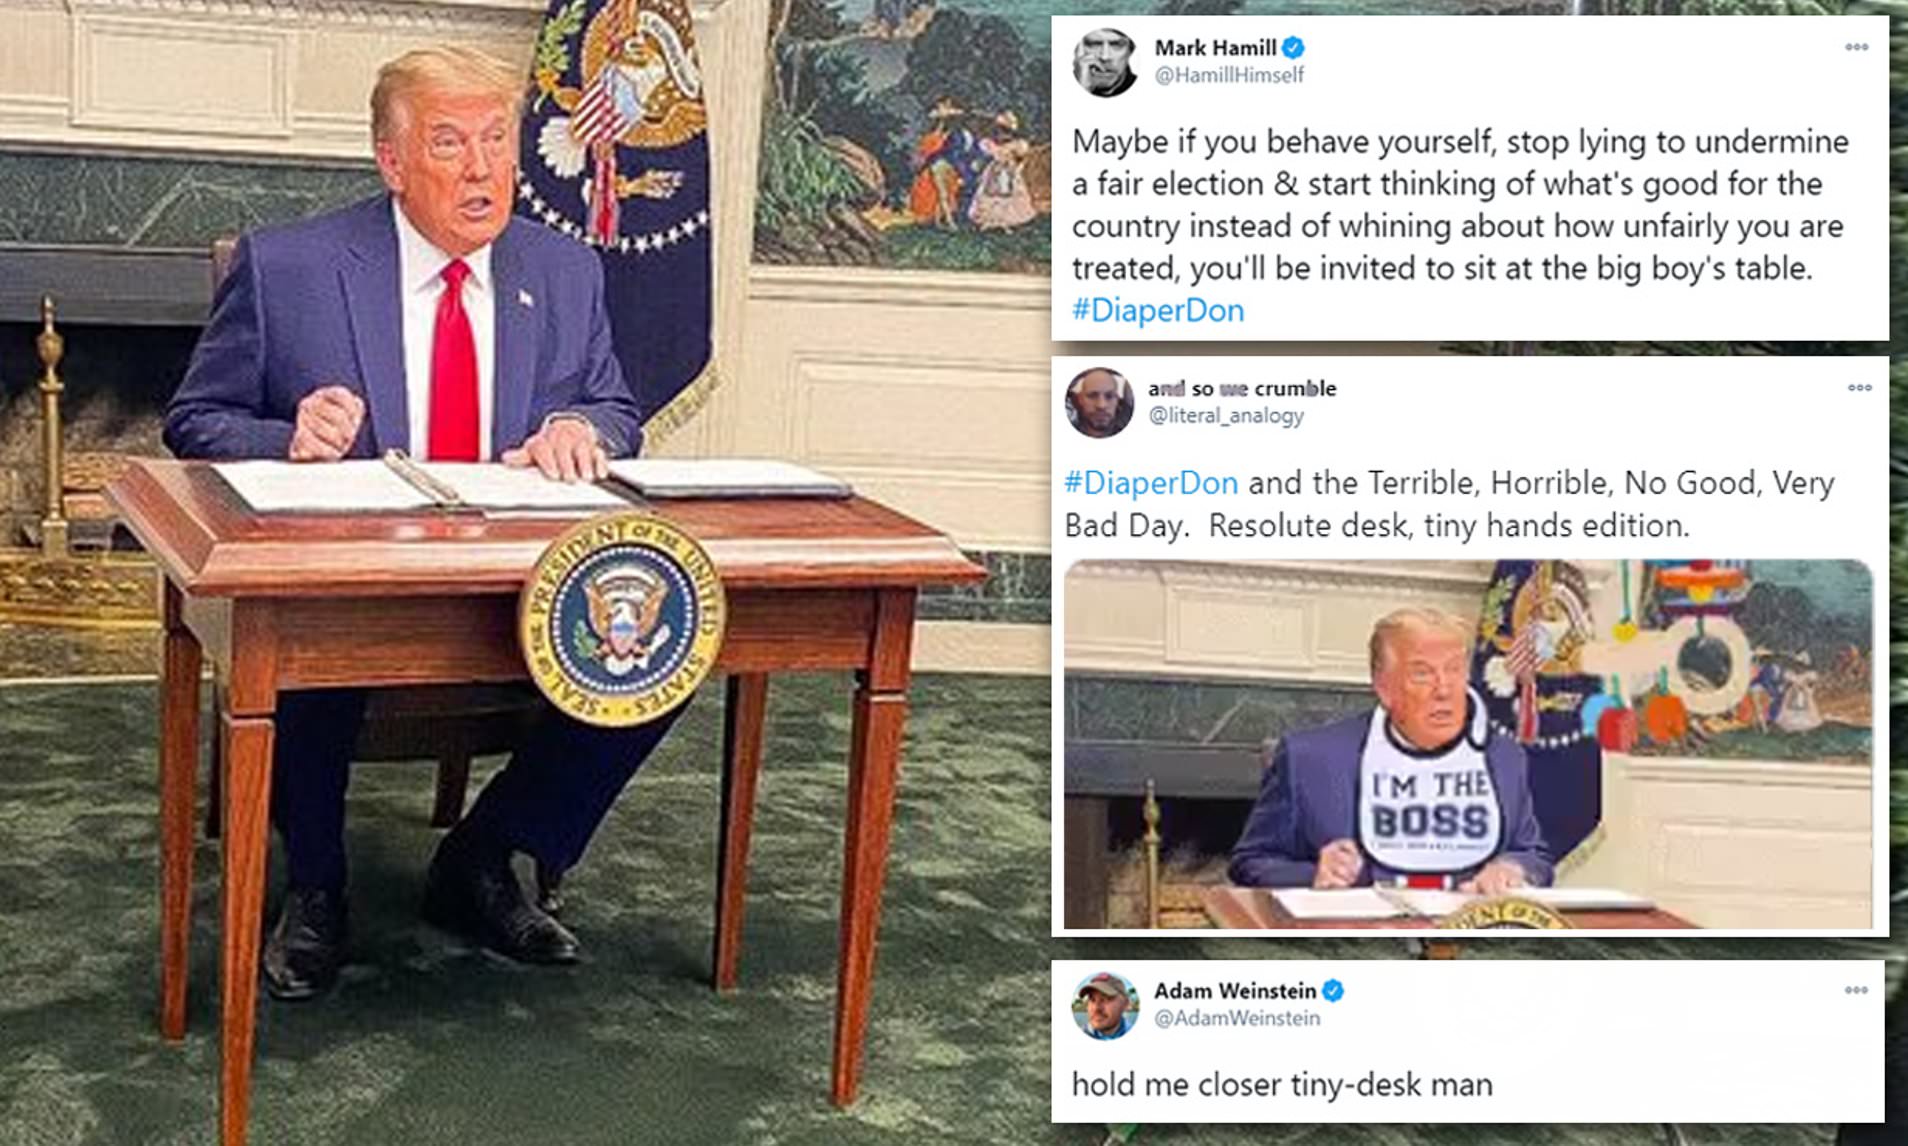 SEAL OF THE PRESIDENT OF THE UNITED STATES
Mark Hamill
@HamillHimself
Maybe if you behave yourself, stop lying to undermine
a fair election & start thinking of what's good for the
country instead of whining about how unfairly you are
treated, you'll be invited to sit at the big boy's table.
#DiaperDon
and so we crumble
@literal_analogy
#DiaperDon and the Terrible, Horrible, No Good, Very
Bad Day.  Resolute desk, tiny hands edition.
I'M THE
BOSS
ENT OF THE
Adam Weinstein
@AdamWeinstein
hold me closer tiny-desk man